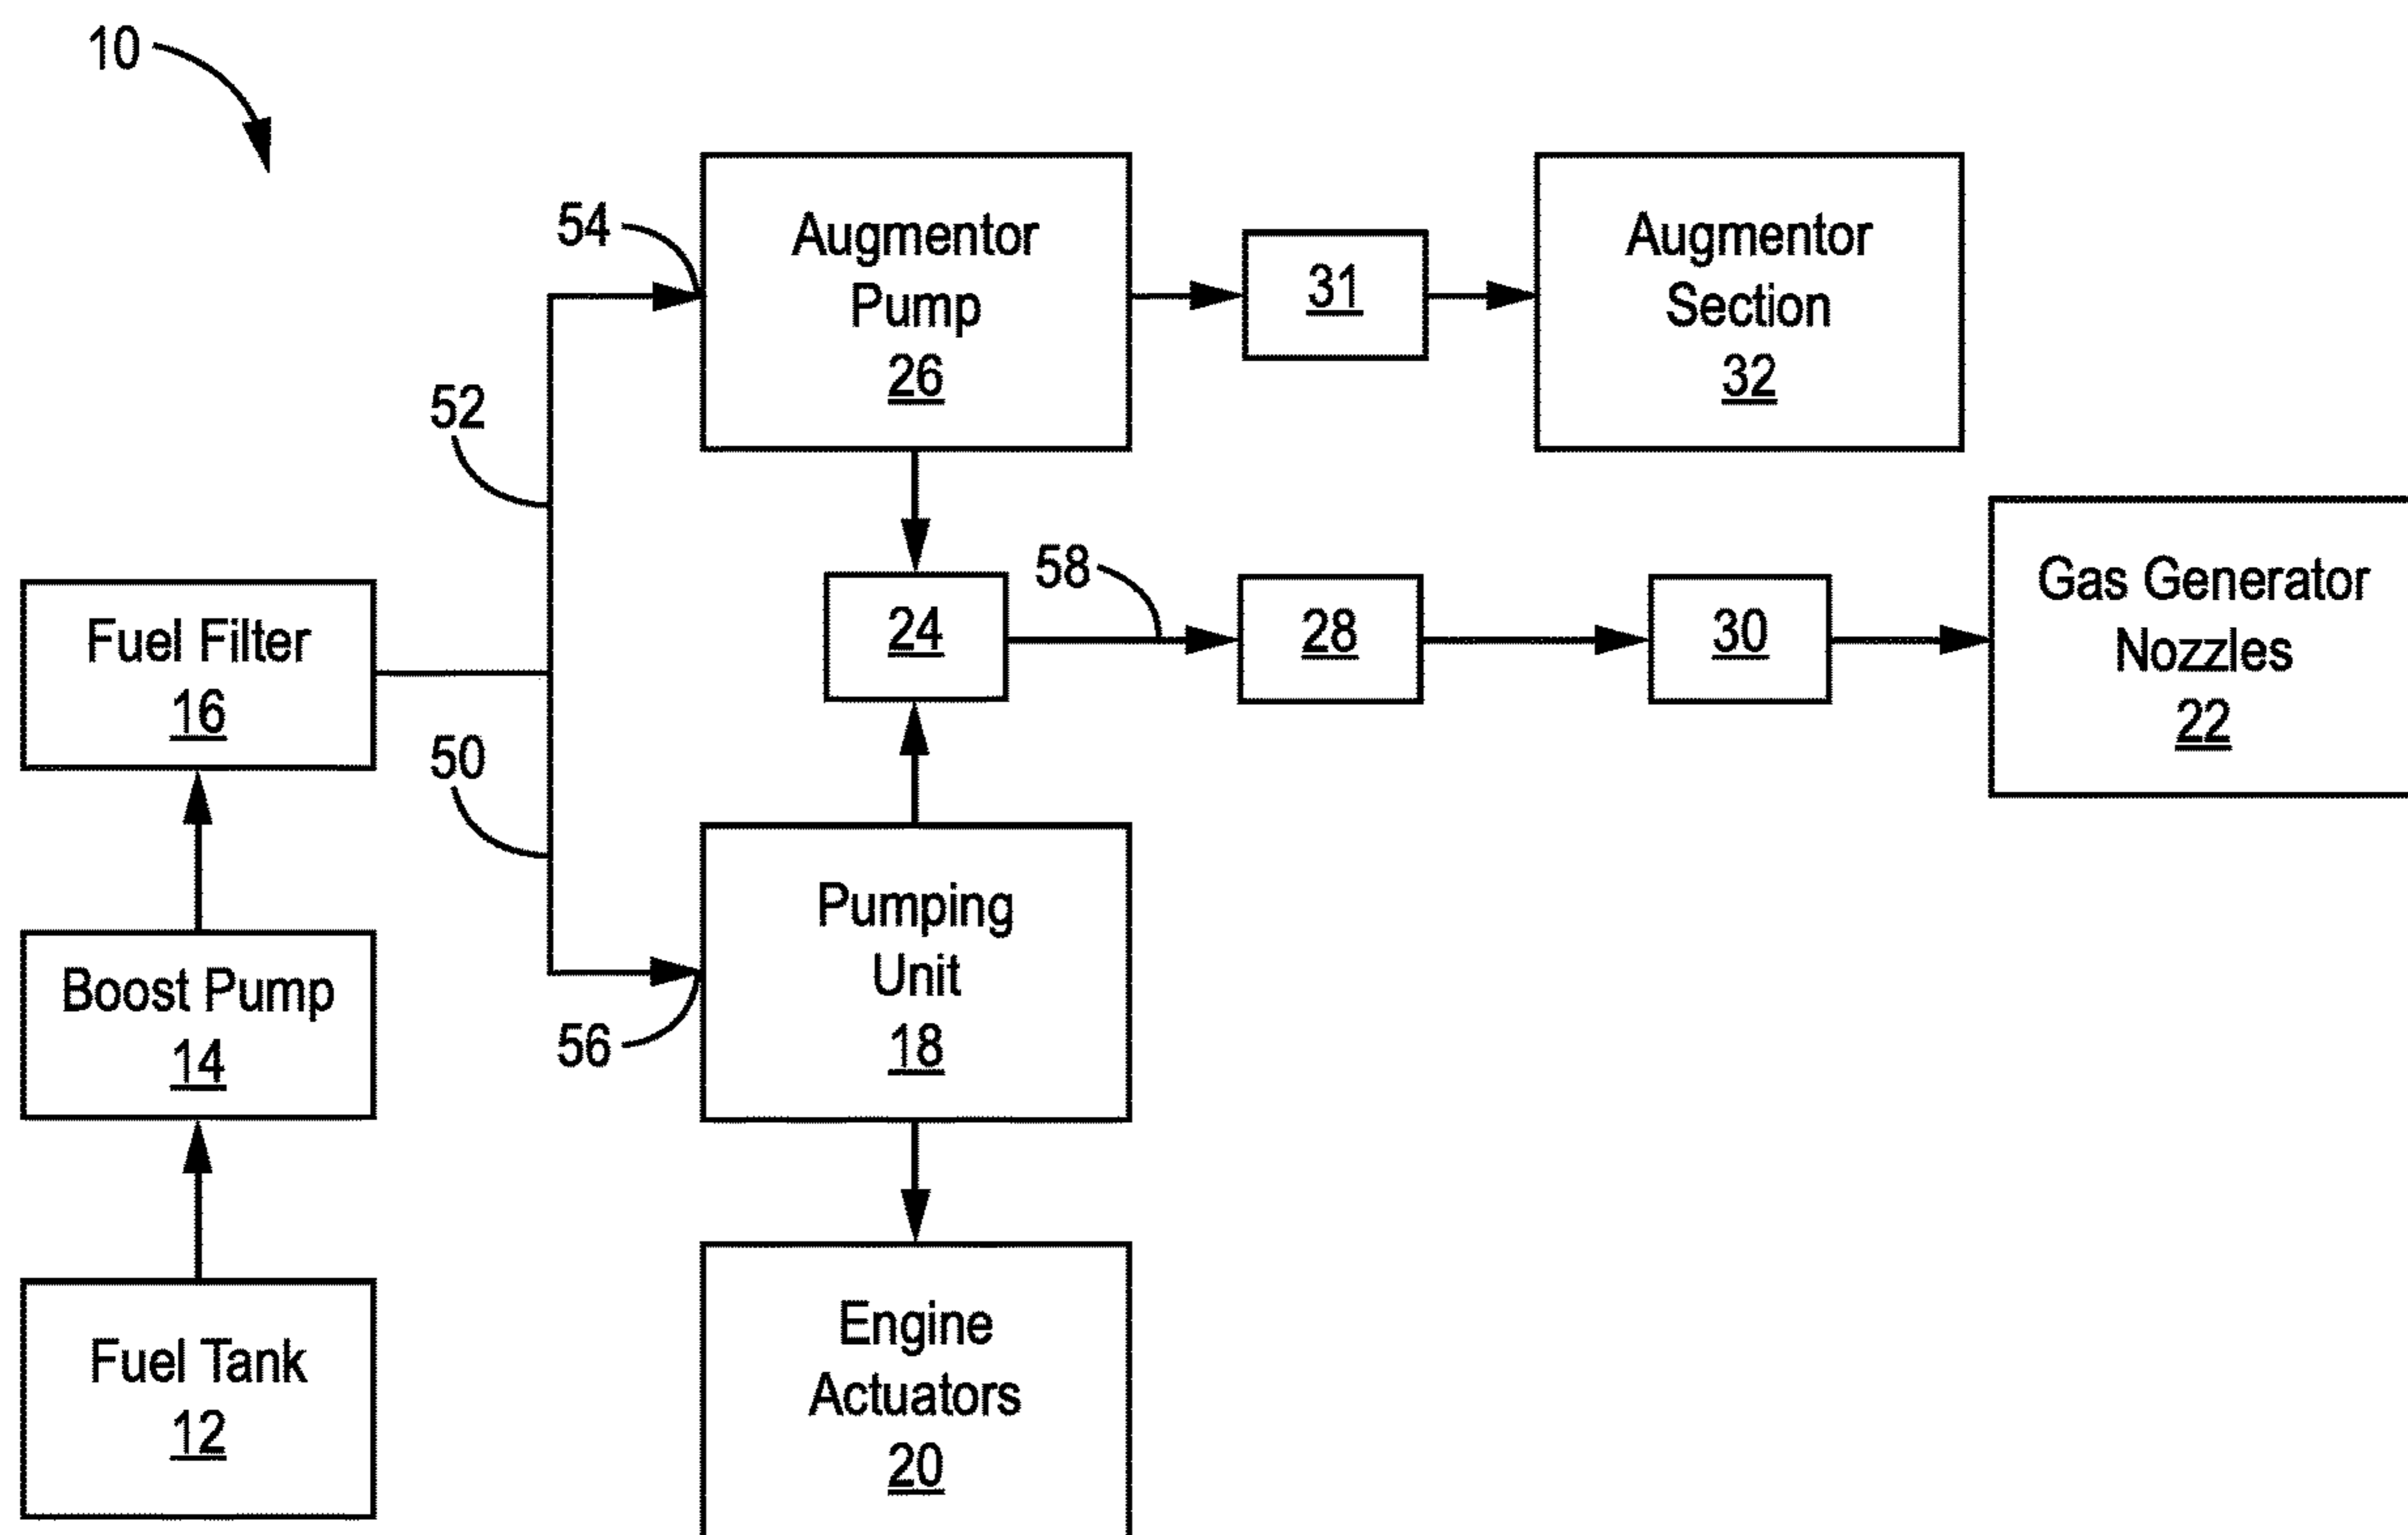 10
54
Augmentor
Pump
26
31
Augmentor
Section
32
52
58
24
28
30
Gas Generator
Nozzles
22
Fuel Filter
16
50
Pumping
Unit
18
56
Boost Pump
14
Engine
Actuators
20
Fuel Tank
12